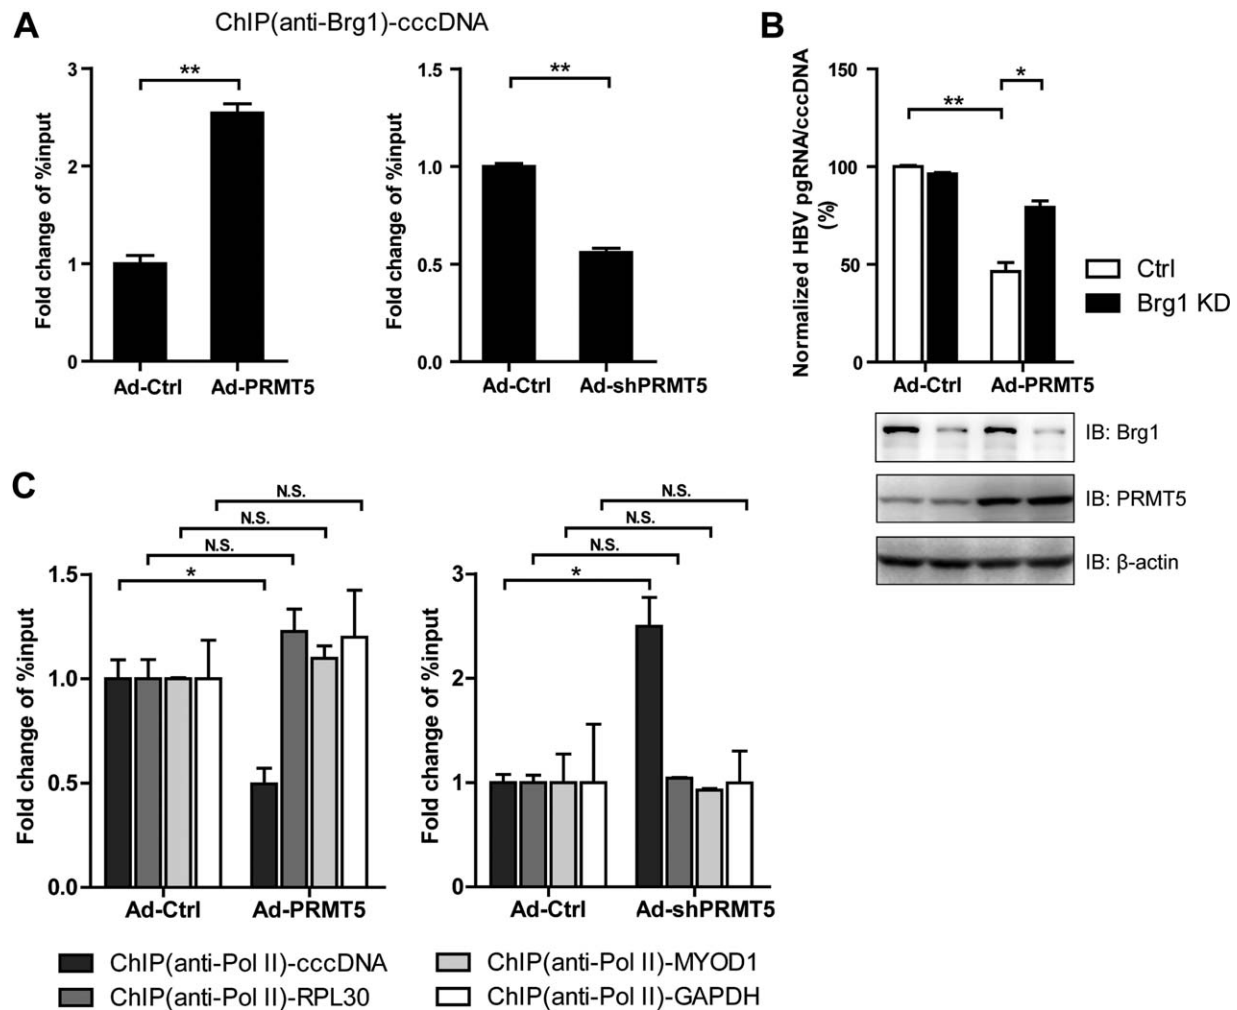 A
ChIP(anti-Brg1)-cccDNA
Fold change of %input
3
2
1
0
**
Ad-Ctrl
Ad-PRMT5
Fold change of %input
1.5
1.0
0.5
0.0
**
Ad-Ctrl
Ad-shPRMT5
B
Normalized HBV pgRNA/cccDNA
(%)
150
100
50
0
**
*
Ad-Ctrl
Ad-PRMT5
Ctrl
Brg1 KD
IB: Brg1
IB: PRMT5
IB: β-actin
C
Fold change of %input
1.5
1.0
0.5
0.0
N.S.
N.S.
N.S.
*
Ad-Ctrl
Ad-PRMT5
Fold change of %input
3
2
1
0
N.S.
N.S.
N.S.
*
Ad-Ctrl
Ad-shPRMT5
ChIP(anti-Pol II)-cccDNA
ChIP(anti-Pol II)-RPL30
ChIP(anti-Pol II)-MYOD1
ChIP(anti-Pol II)-GAPDH